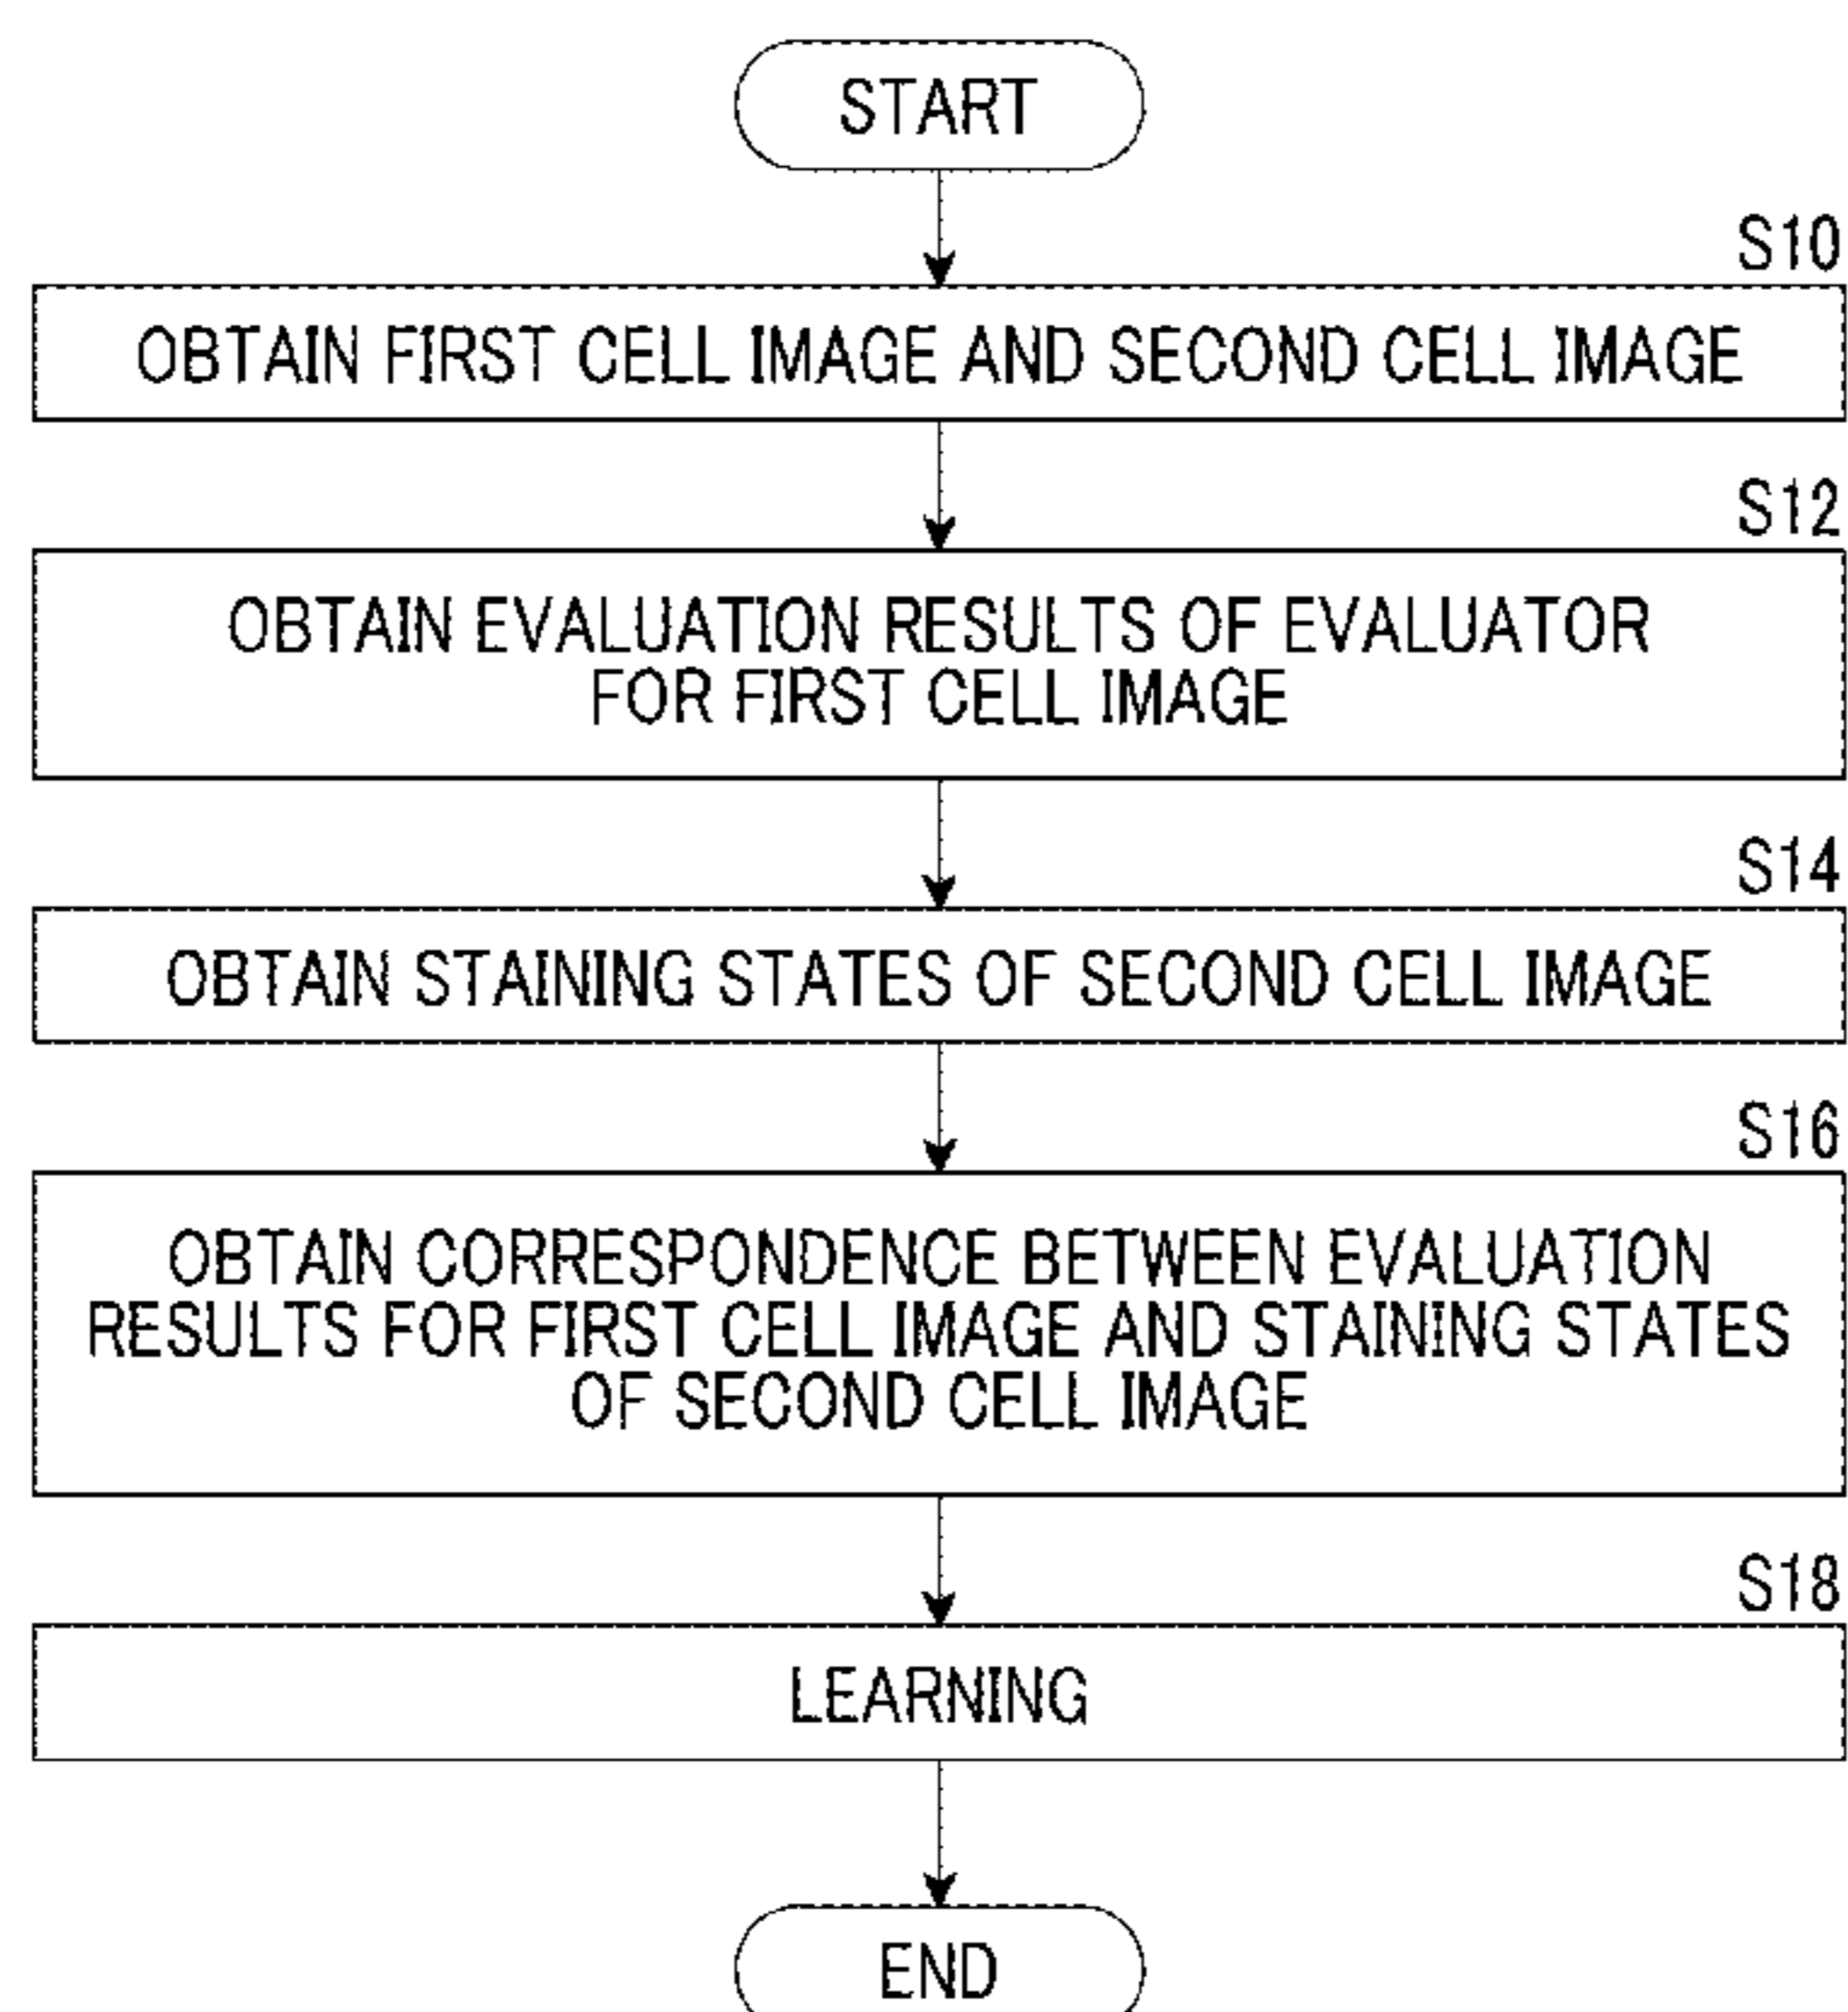 START
S10
OBTAIN FIRST CELL IMAGE AND SECOND CELL IMAGE
S12
OBTAIN EVALUATION RESULTS OF EVALUATOR
FOR FIRST CELL IMAGE
S14
OBTAIN STAINING STATES OF SECOND CELL IMAGE
S16
OBTAIN CORRESPONDENCE BETWEEN EVALUATION
RESULTS FOR FIRST CELL IMAGE AND STAINING STATES
OF SECOND CELL IMAGE
S18
LEARNING
END